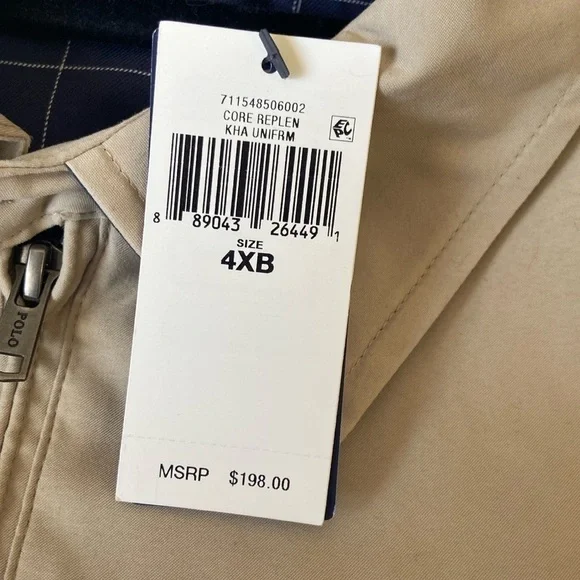 711548506002
CORE REPLEN
KHA UNIFRM
8 89043 26449 1
SIZE
4XB
MSRP $198.00
POLO